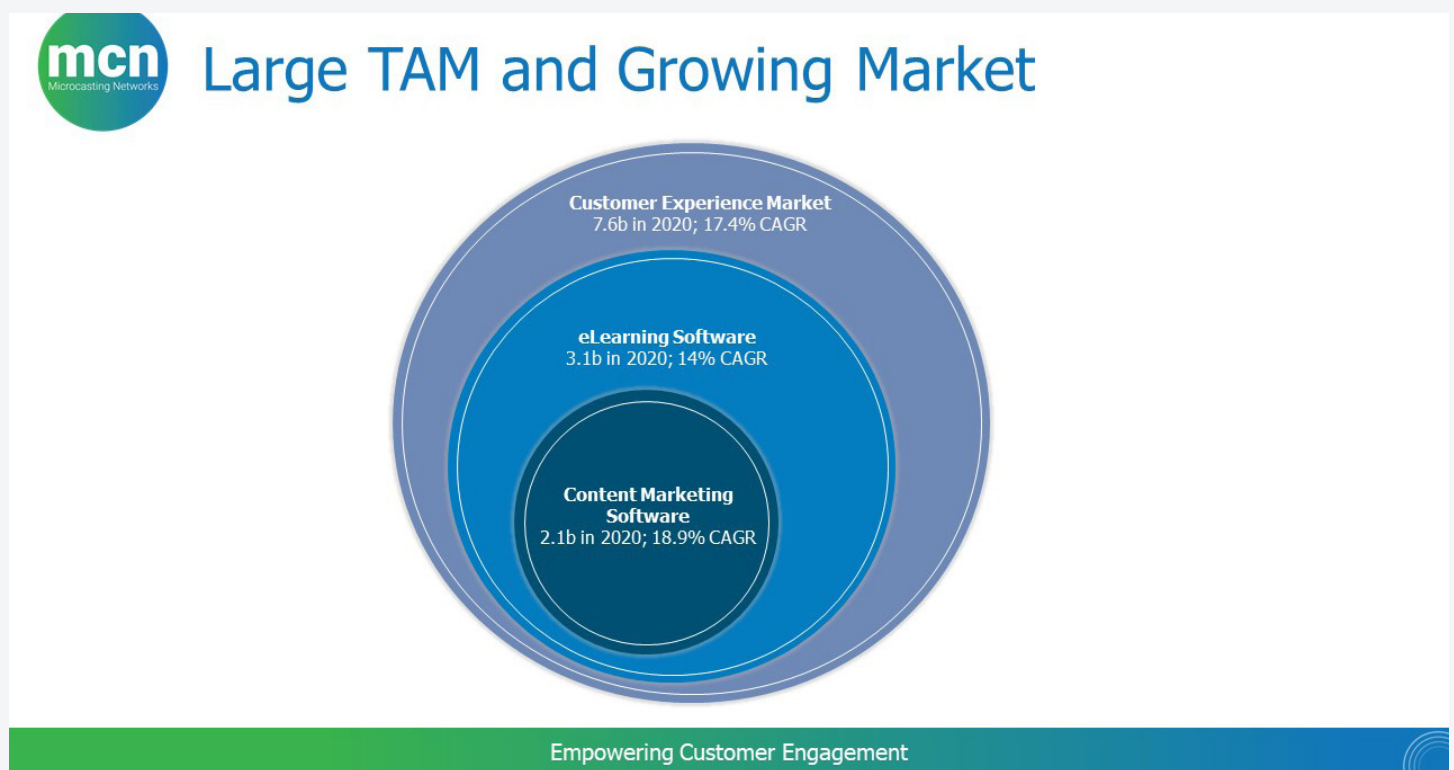 mcn
Microcasting Networks
Large TAM and Growing Market
Customer Experience Market
7.6b in 2020; 17.4% CAGR
eLearning Software
3.1b in 2020; 14% CAGR
Content Marketing
Software
2.1b in 2020; 18.9% CAGR
Empowering Customer Engagement